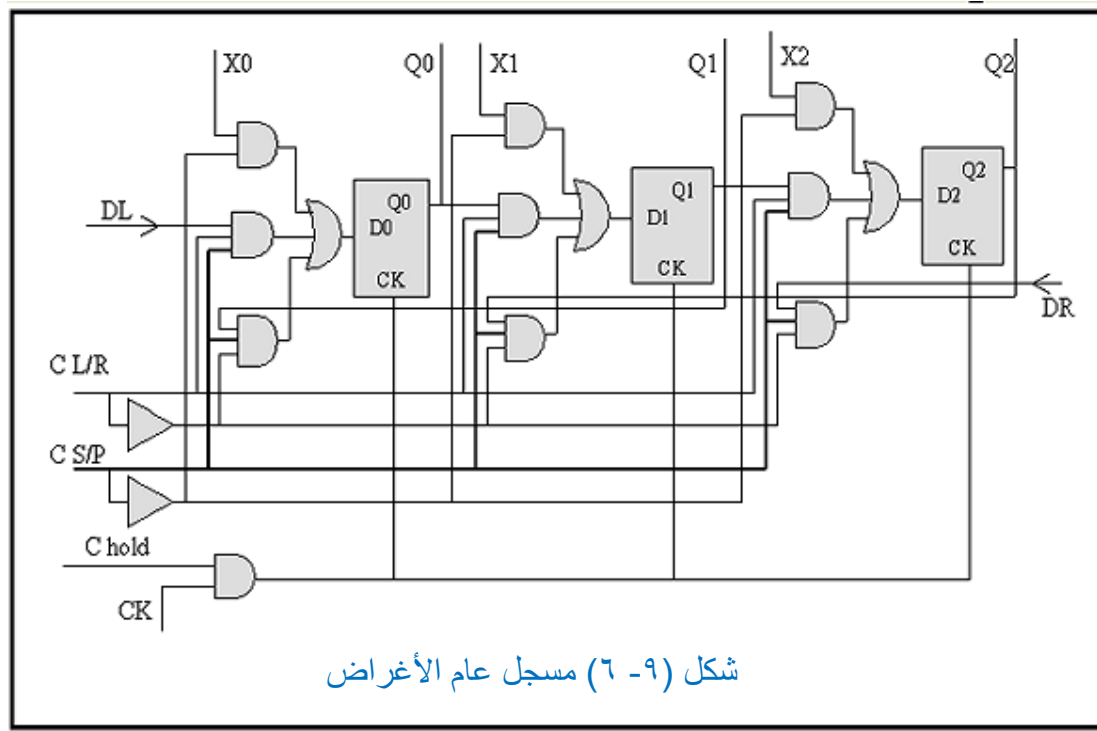 X0 Q0 X1 Q1 X2 Q2
DL
Q0
D0
CK
Q1
D1
CK
Q2
D2
CK
DR
C L/R
C S/P
C hold
CK
شكل (٩- ٦) مسجل عام الأغراض